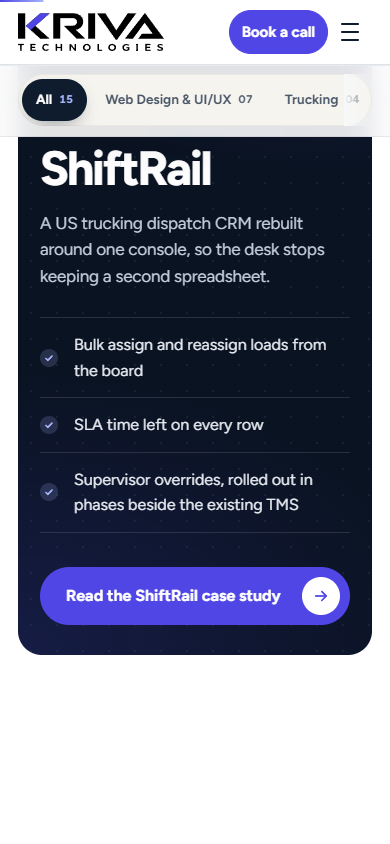 KRIVA
TECHNOLOGIES
Book a call
All 15
Web Design & UI/UX 07
Trucking 04
ShiftRail
A US trucking dispatch CRM rebuilt
around one console, so the desk stops
keeping a second spreadsheet.
Bulk assign and reassign loads from
the board
SLA time left on every row
Supervisor overrides, rolled out in
phases beside the existing TMS
Read the ShiftRail case study